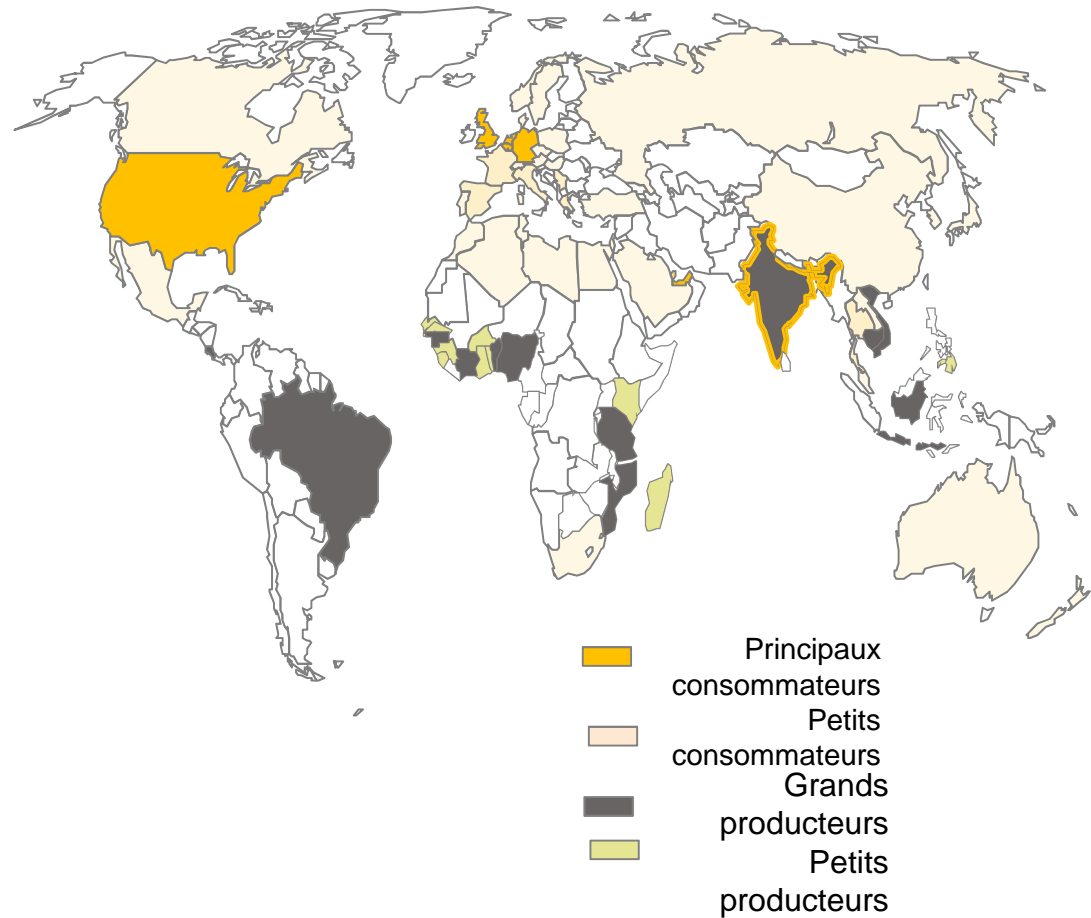 Principaux
consommateurs
Petits
consommateurs
Grands
producteurs
Petits
producteurs